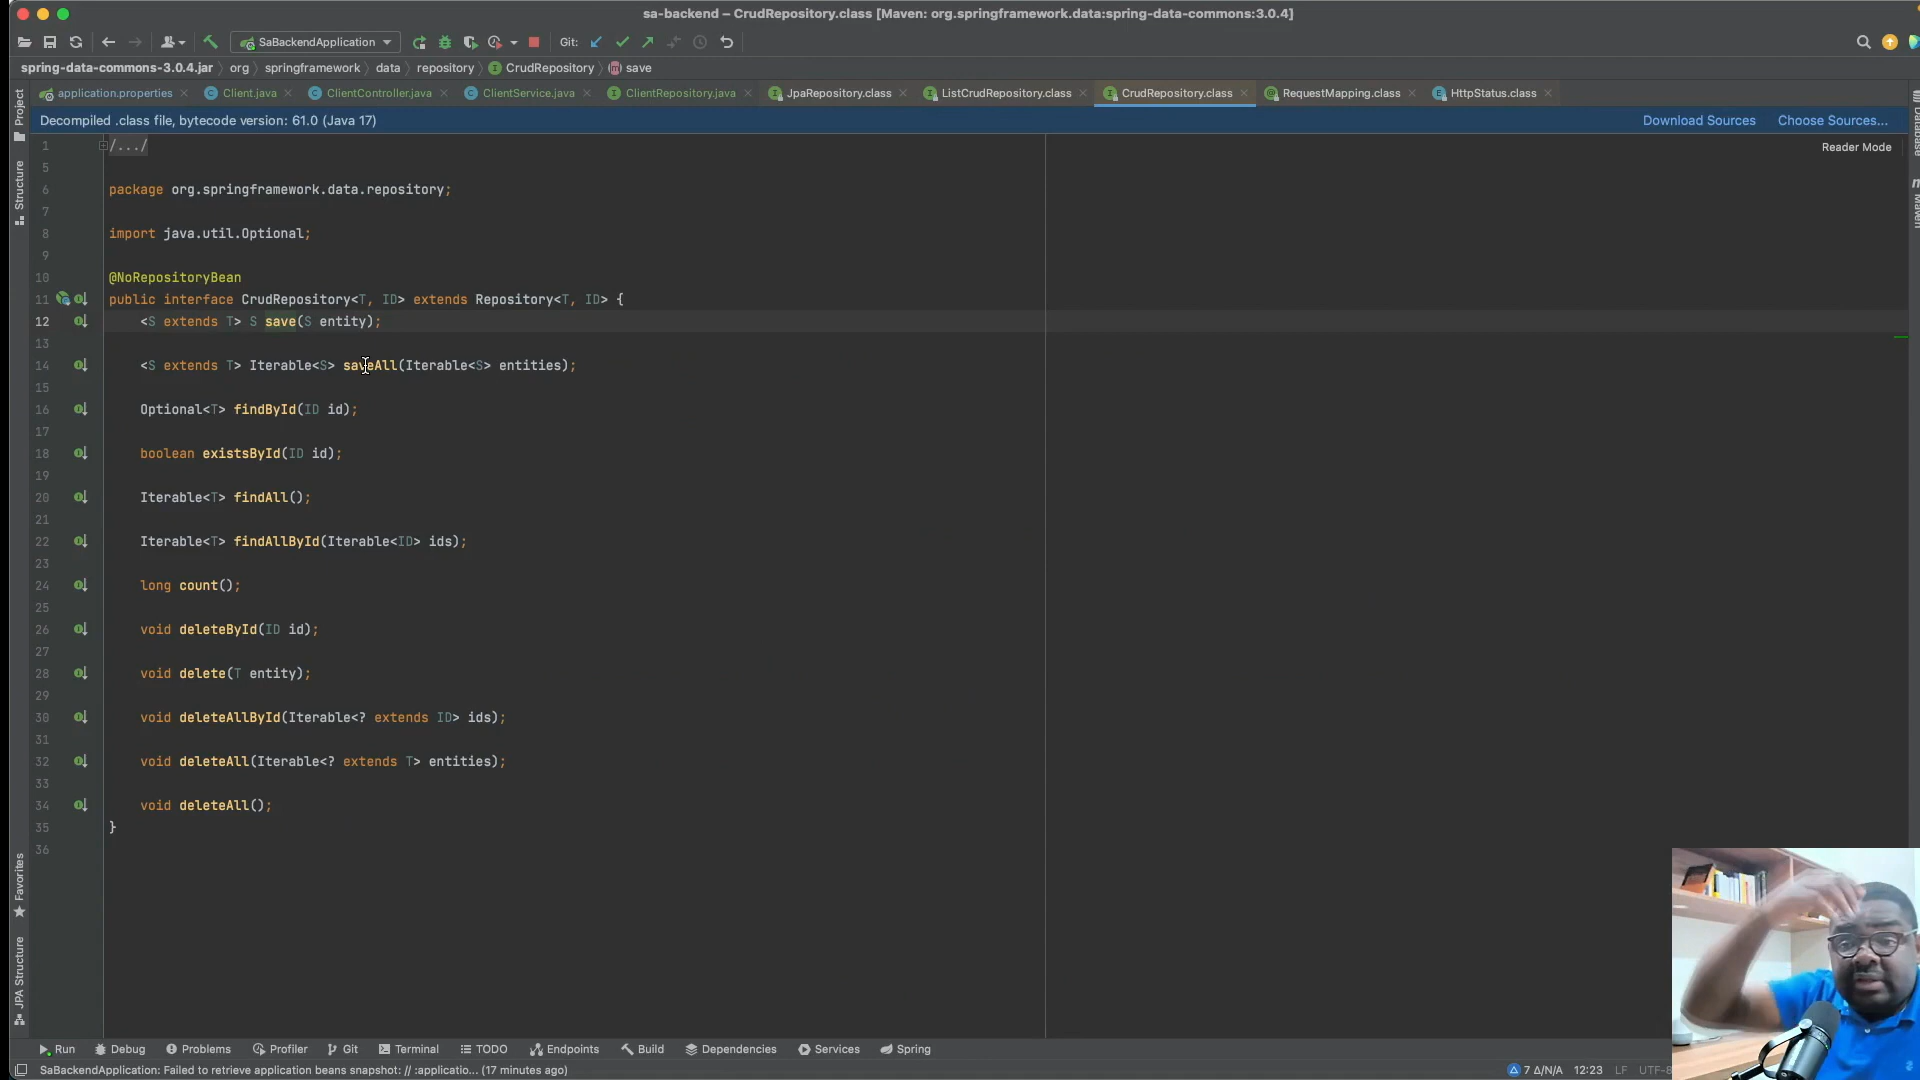 sa-backend – CrudRepository.class [Maven: org.springframework.data:spring-data-commons:3.0.4]
SaBackendApplication Git:
spring-data-commons-3.0.4.jar org springframework data repository CrudRepository save
application.properties Client.java ClientController.java ClientService.java ClientRepository.java JpaRepository.class ListCrudRepository.class CrudRepository.class RequestMapping.class HttpStatus.class
Decompiled .class file, bytecode version: 61.0 (Java 17) Download Sources Choose Sources...
Reader Mode
Project
Structure
Favorites
JPA Structure
Database
Maven
1 /.../
5
6 package org.springframework.data.repository;
7
8 import java.util.Optional;
9
10 @NoRepositoryBean
11 public interface CrudRepository<T, ID> extends Repository<T, ID> {
12 <S extends T> S save(S entity);
13
14 <S extends T> Iterable<S> saveAll(Iterable<S> entities);
15
16 Optional<T> findById(ID id);
17
18 boolean existsById(ID id);
19
20 Iterable<T> findAll();
21
22 Iterable<T> findAllById(Iterable<ID> ids);
23
24 long count();
25
26 void deleteById(ID id);
27
28 void delete(T entity);
29
30 void deleteAllById(Iterable<? extends ID> ids);
31
32 void deleteAll(Iterable<? extends T> entities);
33
34 void deleteAll();
35 }
36
Run Debug Problems Profiler Git Terminal TODO Endpoints Build Dependencies Services Spring
SaBackendApplication: Failed to retrieve application beans snapshot: // :applicatio... (17 minutes ago) 7 Δ/N/A 12:23 LF UTF-8